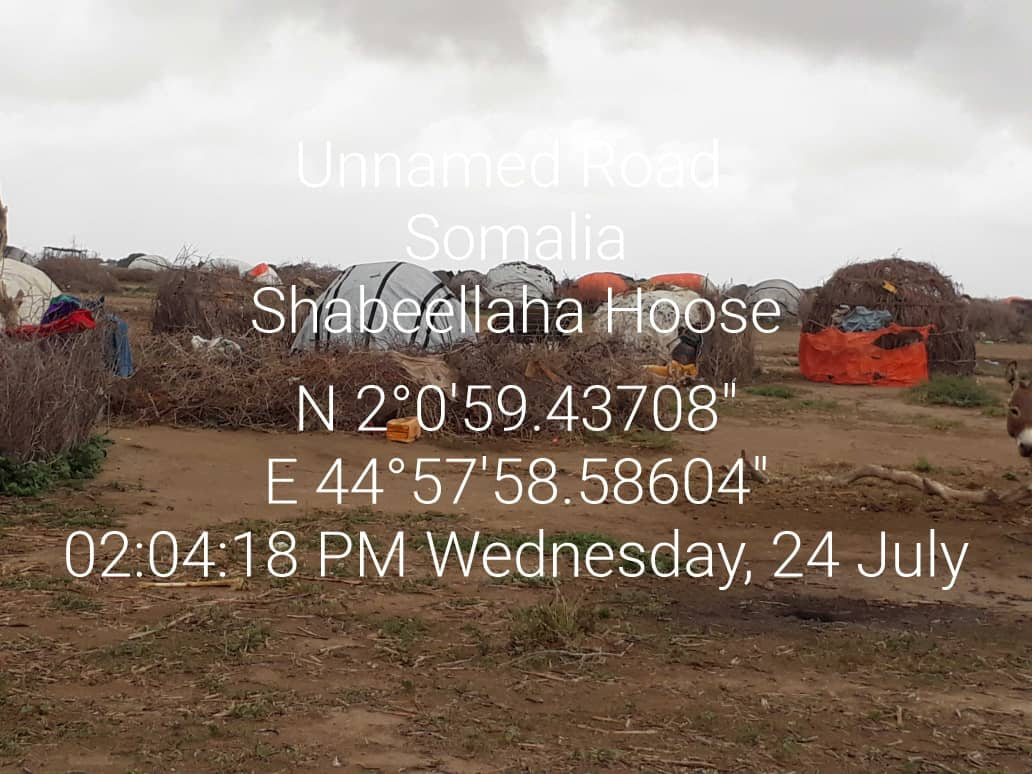 Unnamed Road
Somalia
Shabeellaha Hoose
N 2°0'59.43708"
E 44°57'58.58604"
02:04:18 PM Wednesday, 24 July